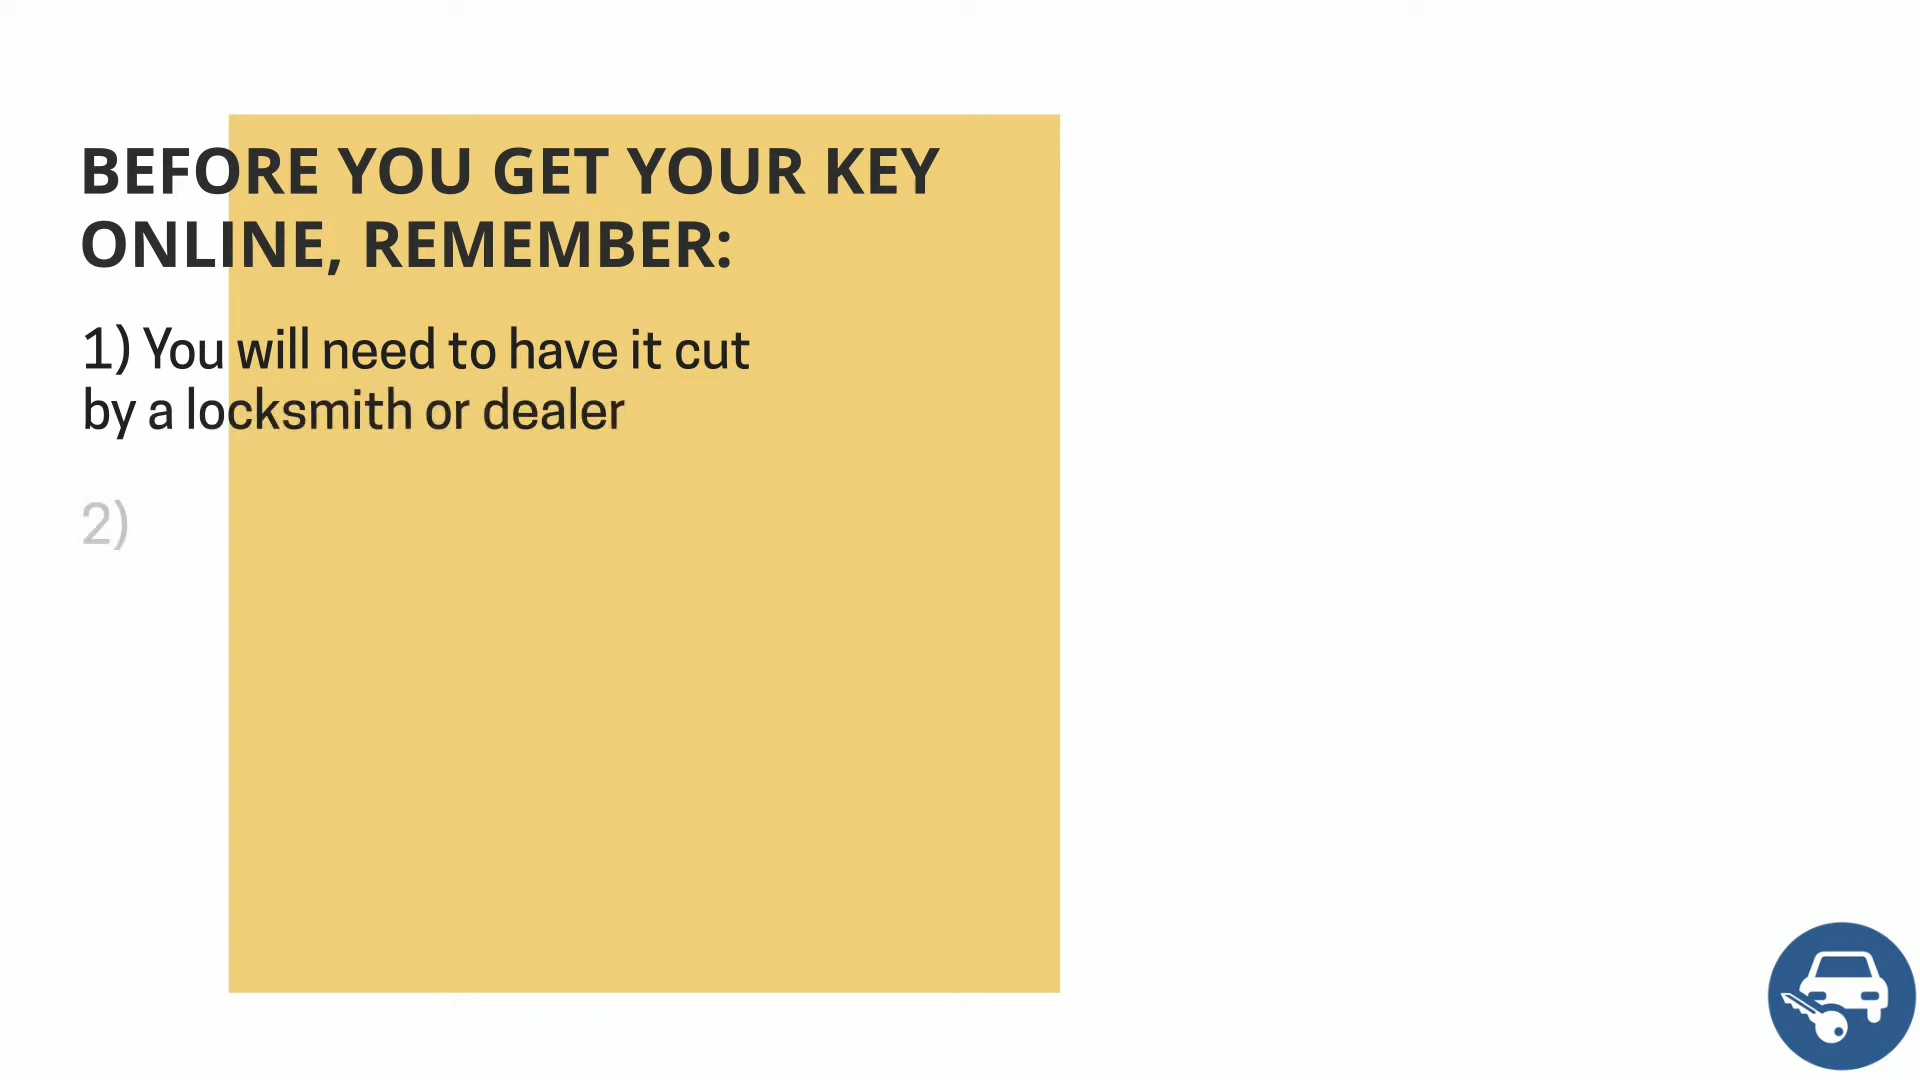 BEFORE YOU GET YOUR KEY
ONLINE, REMEMBER:
1) You will need to have it cut
by a locksmith or dealer
2)